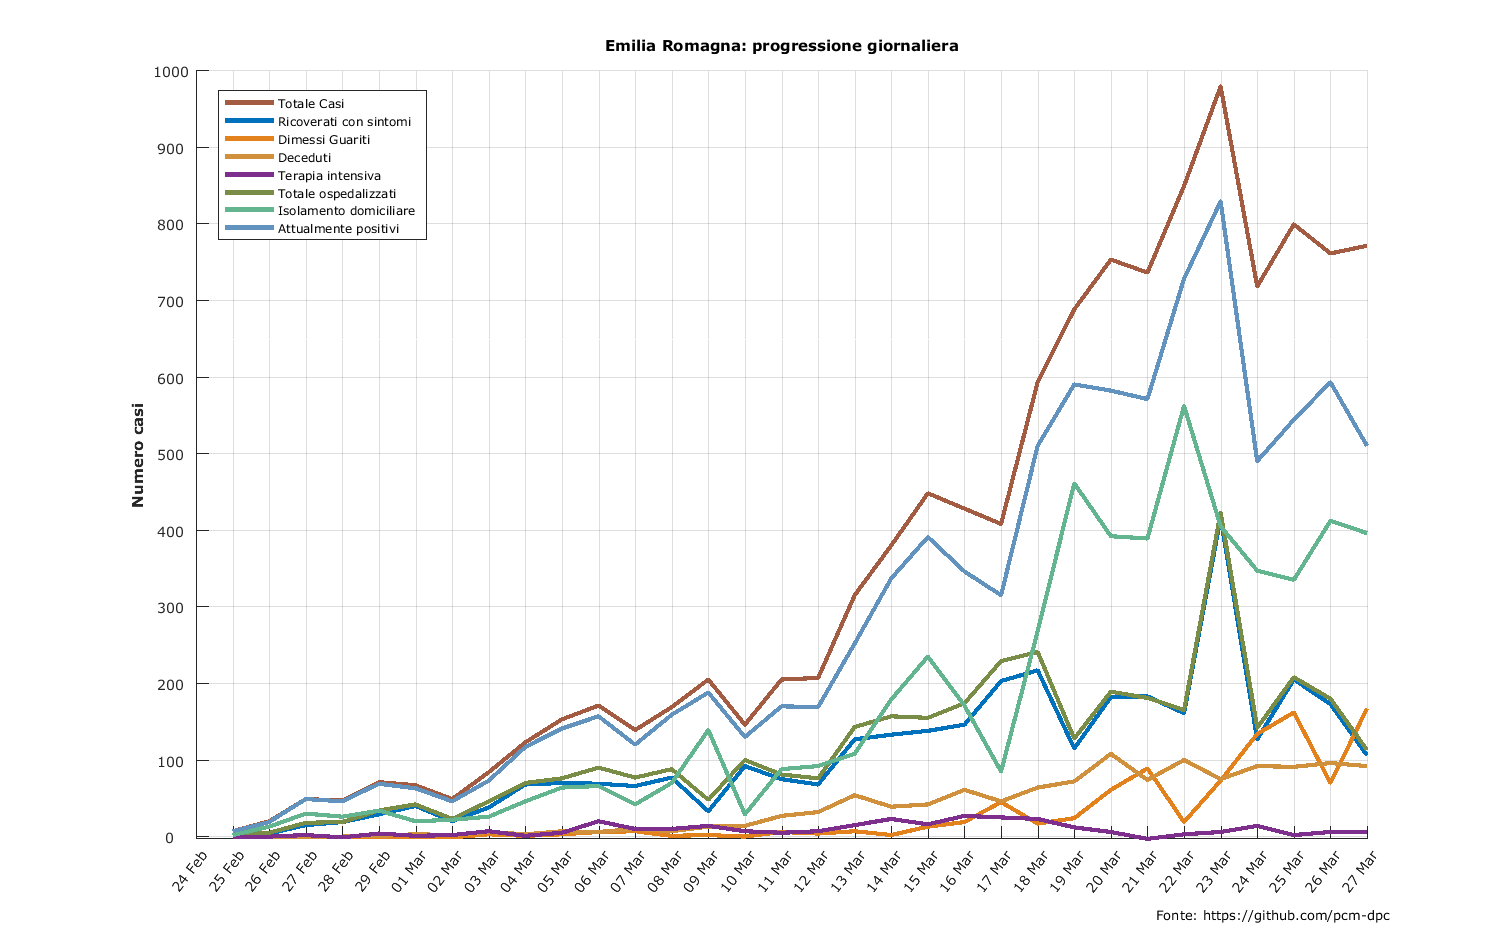 Emilia Romagna: progressione giornaliera
1000
900
800
700
600
500
400
300
200
100
0
Numero casi
Totale Casi
Ricoverati con sintomi
Dimessi Guariti
Deceduti
Terapia intensiva
Totale ospedalizzati
Isolamento domiciliare
Attualmente positivi
24 Feb
25 Feb
26 Feb
27 Feb
28 Feb
29 Feb
01 Mar
02 Mar
03 Mar
04 Mar
05 Mar
06 Mar
07 Mar
08 Mar
09 Mar
10 Mar
11 Mar
12 Mar
13 Mar
14 Mar
15 Mar
16 Mar
17 Mar
18 Mar
19 Mar
20 Mar
21 Mar
22 Mar
23 Mar
24 Mar
25 Mar
26 Mar
27 Mar
Fonte: https://github.com/pcm-dpc